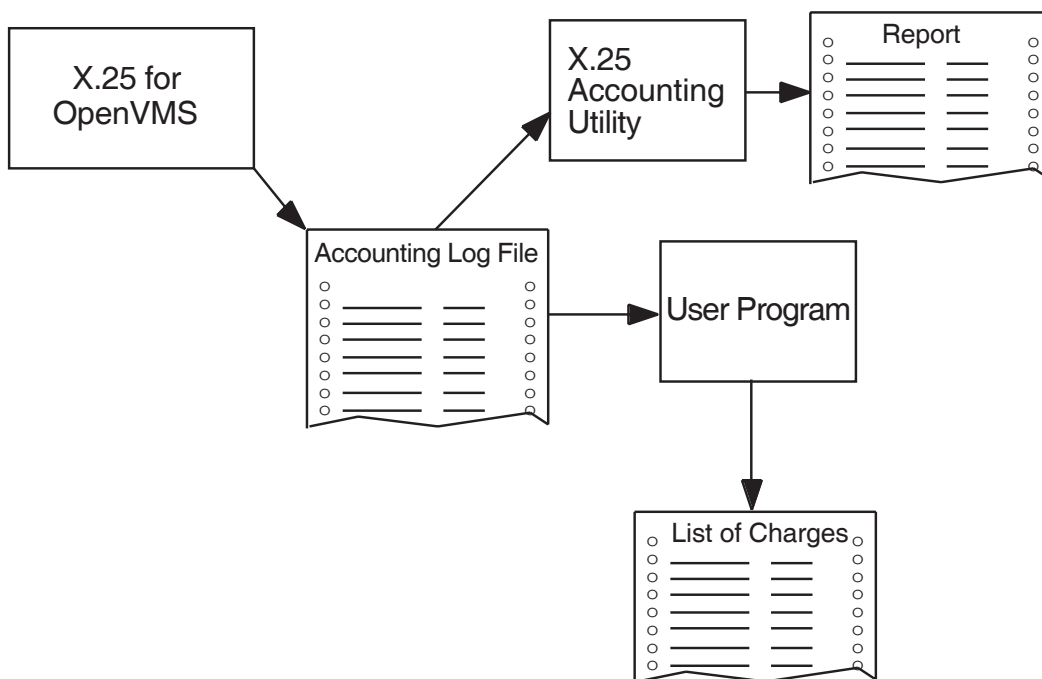 X.25 for
OpenVMS
X.25
Accounting
Utility
Report
Accounting Log File
User Program
List of Charges